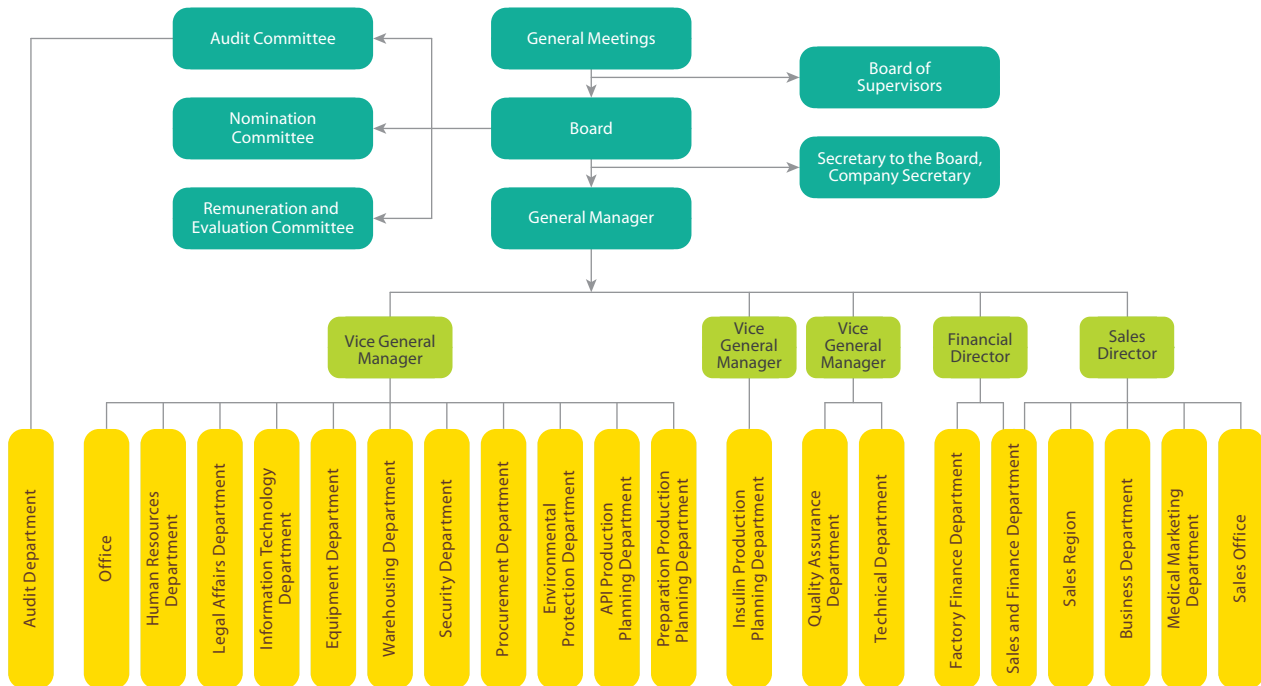 Audit Committee
General Meetings
Board of
Supervisors
Nomination
Committee
Board
Secretary to the Board,
Company Secretary
Remuneration and
Evaluation Committee
General Manager
Vice General
Manager
Vice
General
Manager
Vice
General
Manager
Financial
Director
Sales
Director
Audit Department
Office
Human Resources
Department
Legal Affairs Department
Information Technology
Department
Equipment Department
Warehousing Department
Security Department
Procurement Department
Environmental
Protection Department
API Production
Planning Department
Preparation Production
Planning Department
Insulin Production
Planning Department
Quality Assurance
Department
Technical Department
Factory Finance Department
Sales and Finance Department
Sales Region
Business Department
Medical Marketing
Department
Sales Office